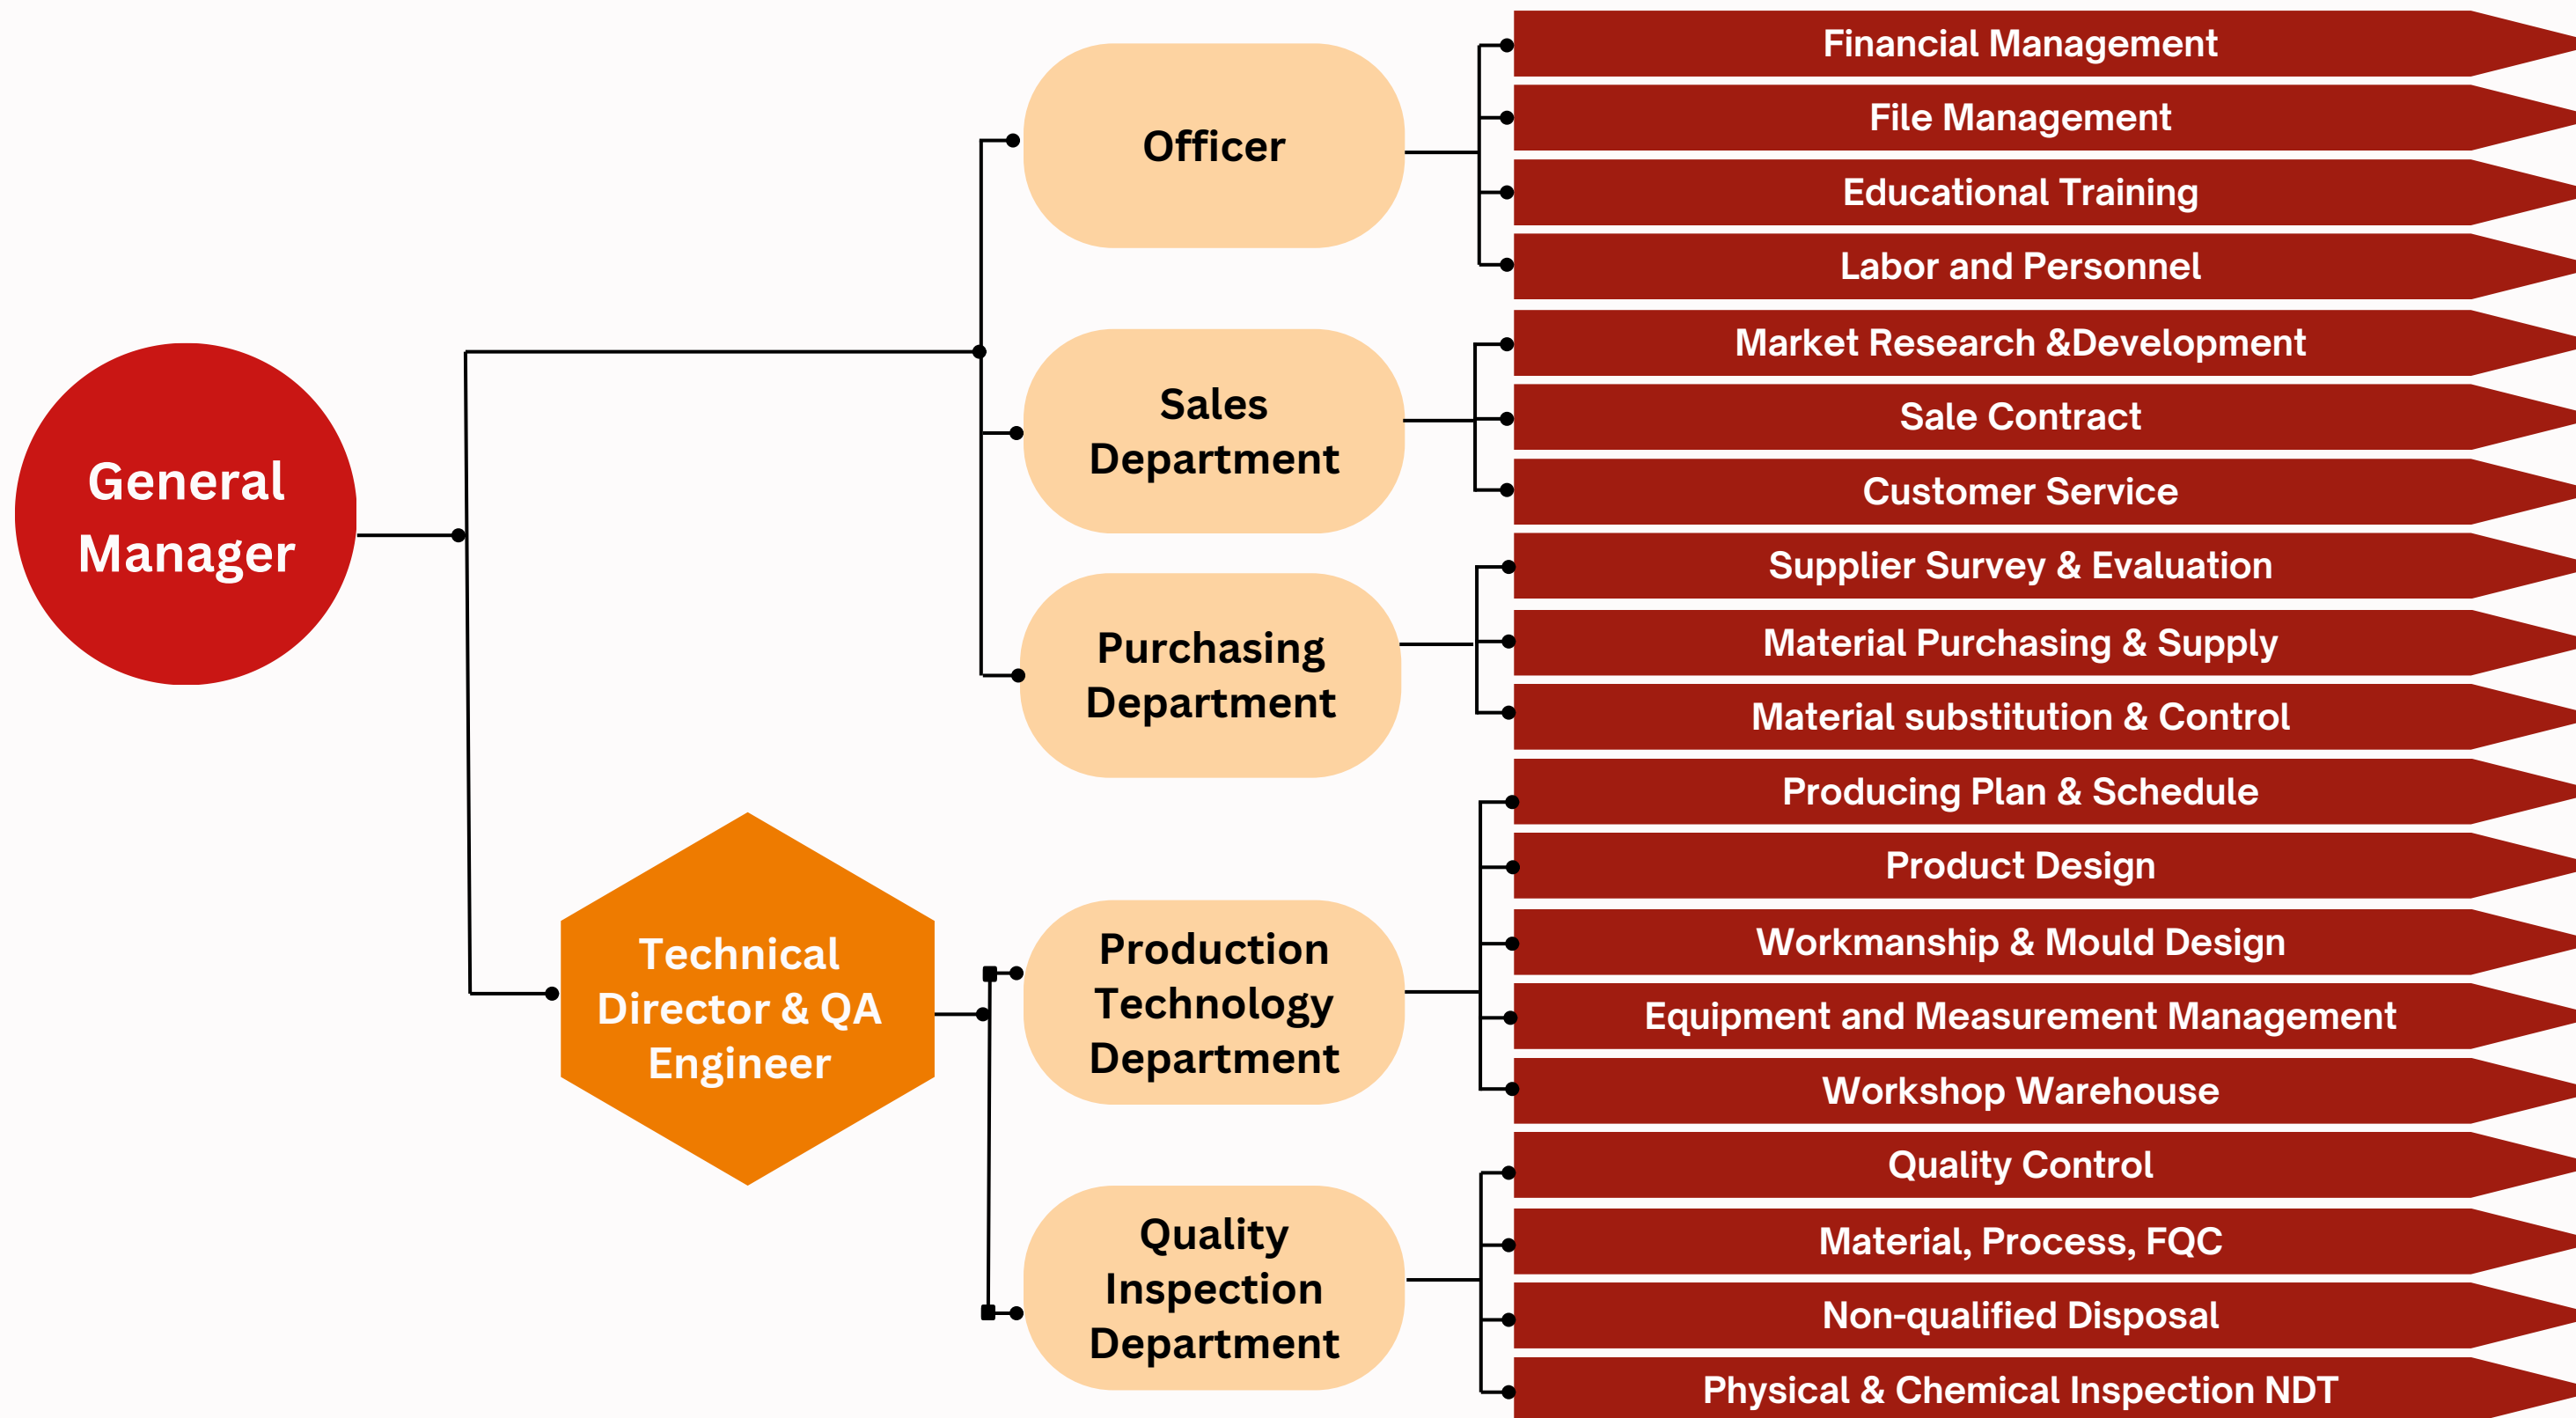 General
Manager
Technical
Director & QA
Engineer
Officer
Sales
Department
Purchasing
Department
Production
Technology
Department
Quality
Inspection
Department
Financial Management
File Management
Educational Training
Labor and Personnel
Market Research &Development
Sale Contract
Customer Service
Supplier Survey & Evaluation
Material Purchasing & Supply
Material substitution & Control
Producing Plan & Schedule
Product Design
Workmanship & Mould Design
Equipment and Measurement Management
Workshop Warehouse
Quality Control
Material, Process, FQC
Non-qualified Disposal
Physical & Chemical Inspection NDT